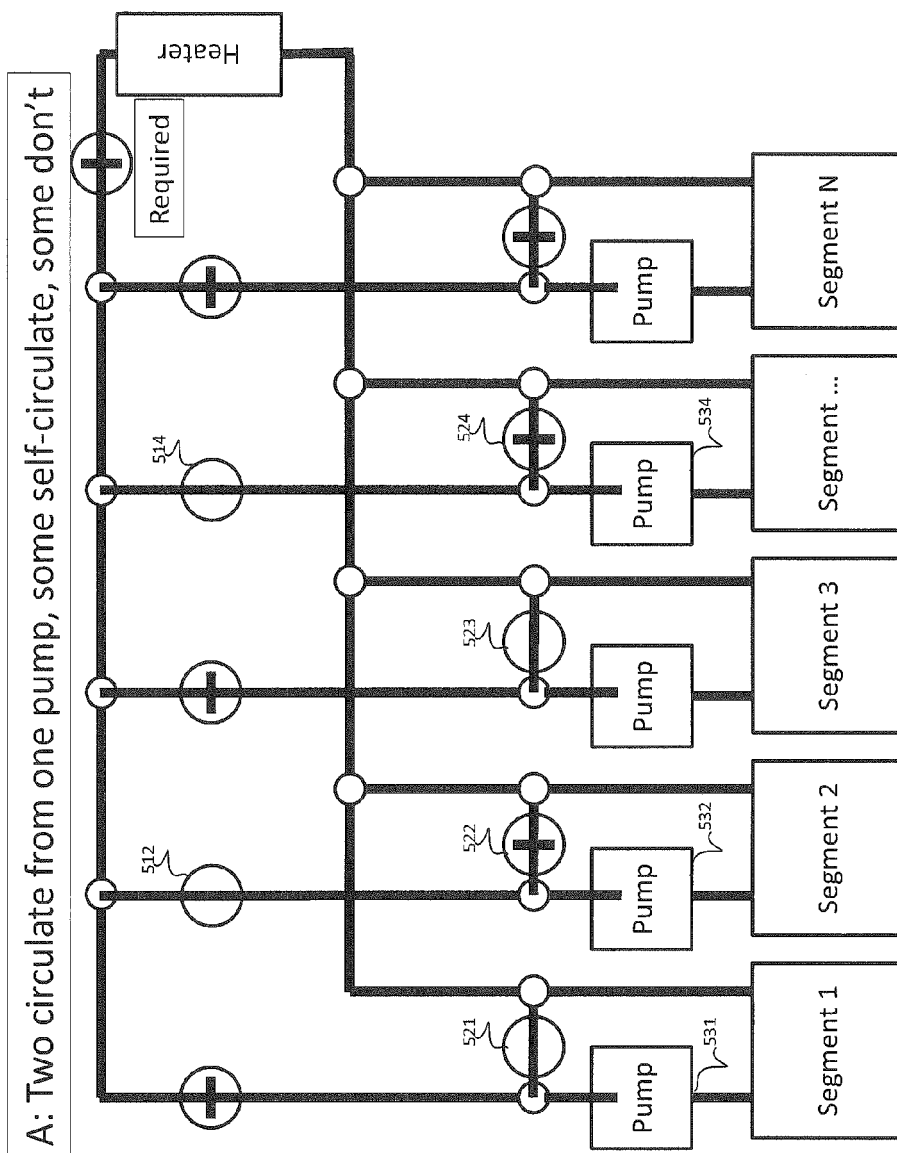 A: Two circulate from one pump, some self-circulate, some don't
Heater
Required
514
512
524
523
522
521
Pump
Pump
Pump
Pump
Pump
534
532
531
Segment 1
Segment 2
Segment 3
Segment ...
Segment N